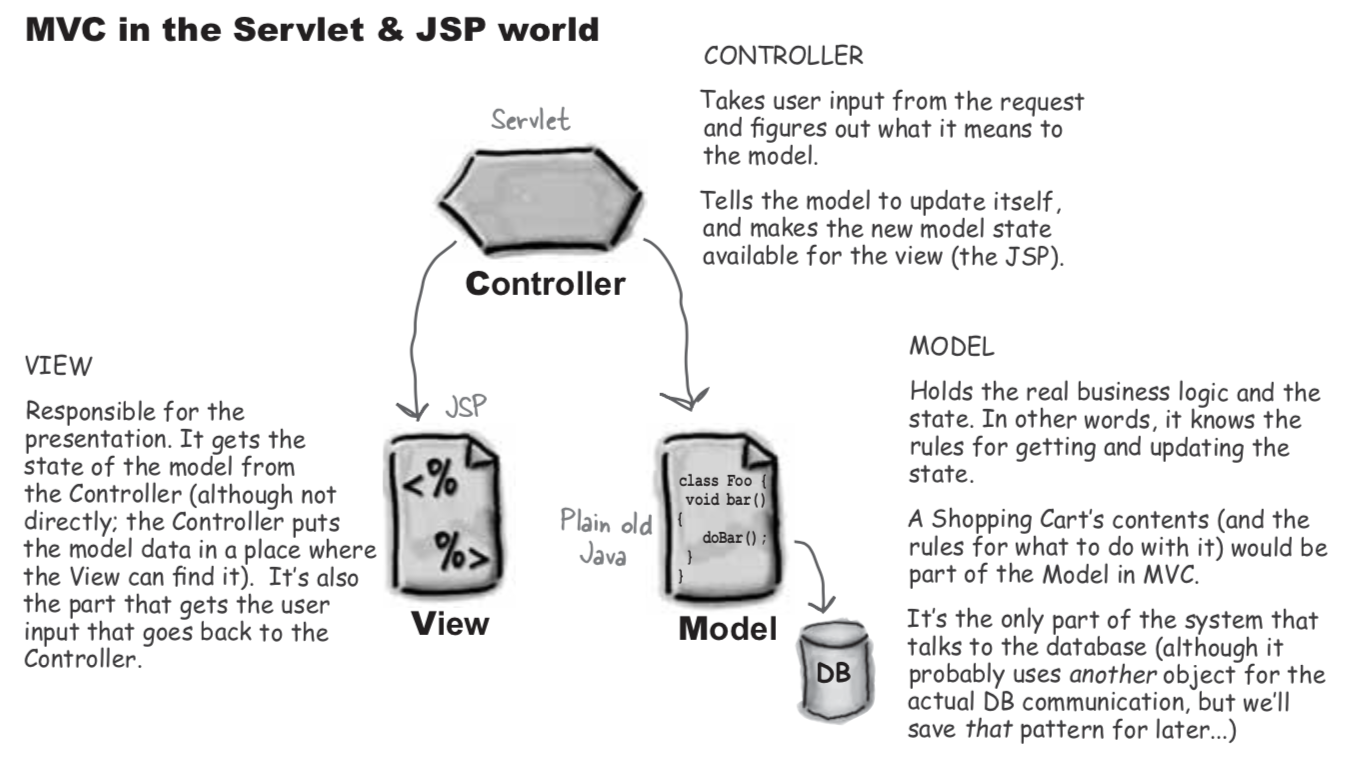 MVC in the Servlet & JSP world
CONTROLLER
Takes user input from the request
and figures out what it means to
the model.
Tells the model to update itself,
and makes the new model state
available for the view (the JSP).
Servlet
Controller
VIEW
Responsible for the
presentation. It gets the
state of the model from
the Controller (although not
directly; the Controller puts
the model data in a place where
the View can find it).  It's also
the part that gets the user
input that goes back to the
Controller.
JSP
<%
%>
View
Plain old
Java
class Foo {
void bar()
{
doBar();
}
}
Model
DB
MODEL
Holds the real business logic and the
state. In other words, it knows the
rules for getting and updating the
state.
A Shopping Cart's contents (and the
rules for what to do with it) would be
part of the Model in MVC.
It's the only part of the system that
talks to the database (although it
probably uses another object for the
actual DB communication, but we'll
save that pattern for later...)